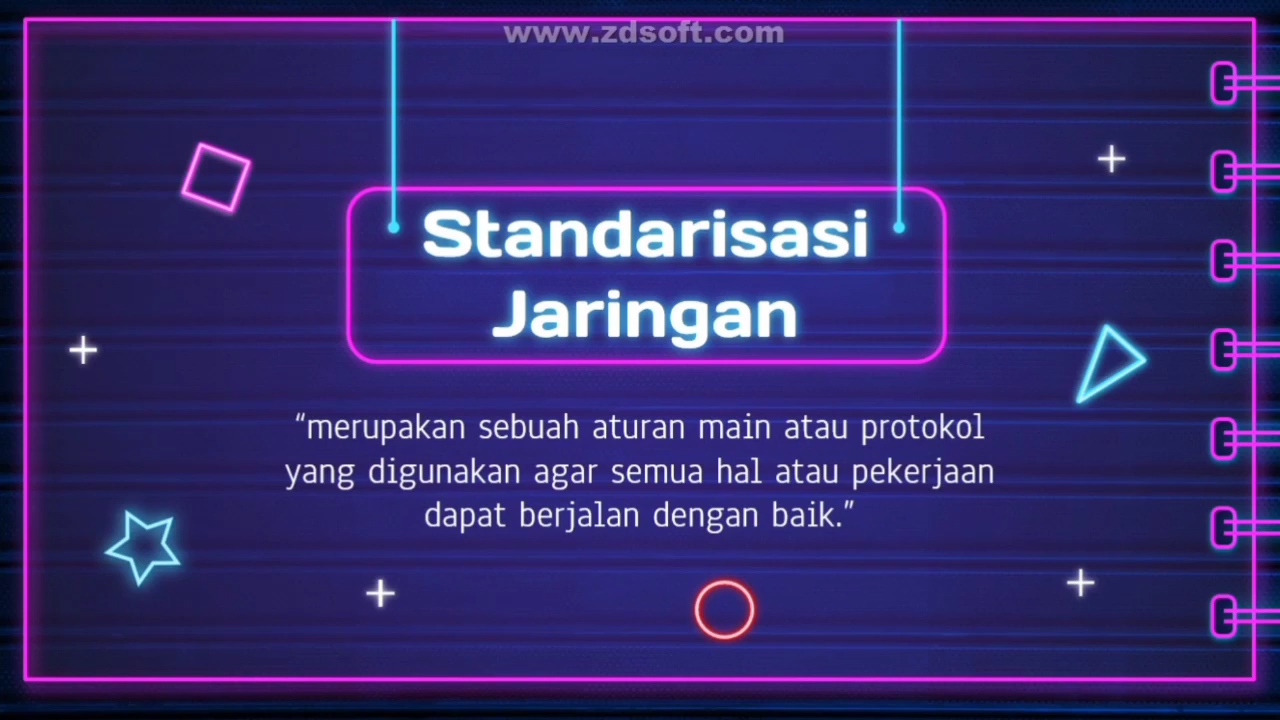 www.zdsoft.com
Standarisasi
Jaringan
“merupakan sebuah aturan main atau protokol
yang digunakan agar semua hal atau pekerjaan
dapat berjalan dengan baik.”